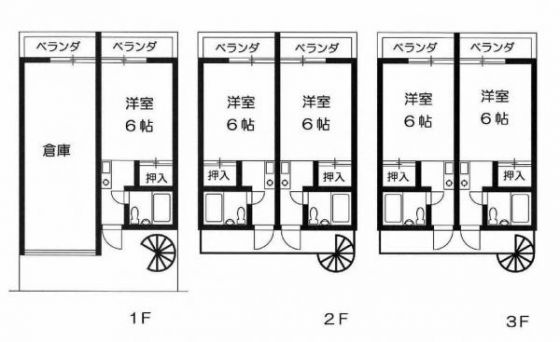 ベランダ ベランダ
洋室
6帖
倉庫
押入
1F
ベランダ ベランダ
洋室 洋室
6帖 6帖
押入 押入
2F
ベランダ ベランダ
洋室 洋室
6帖 6帖
押入 押入
3F